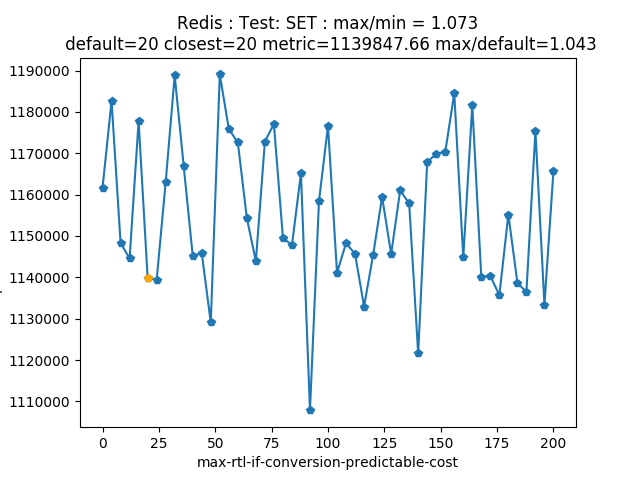 Redis : Test: SET : max/min = 1.073
default=20 closest=20 metric=1139847.66 max/default=1.043
1190000
1180000
1170000
1160000
1150000
1140000
1130000
1120000
1110000
0 25 50 75 100 125 150 175 200
max-rtl-if-conversion-predictable-cost